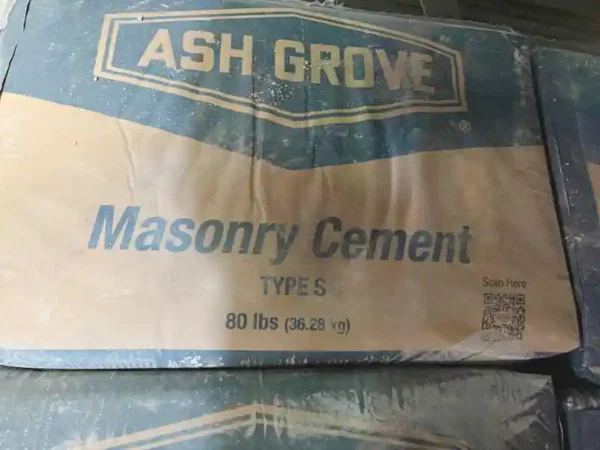 ASH GROVE
®
Masonry Cement
TYPE S
Scan Here
80 lbs (36.28 kg)